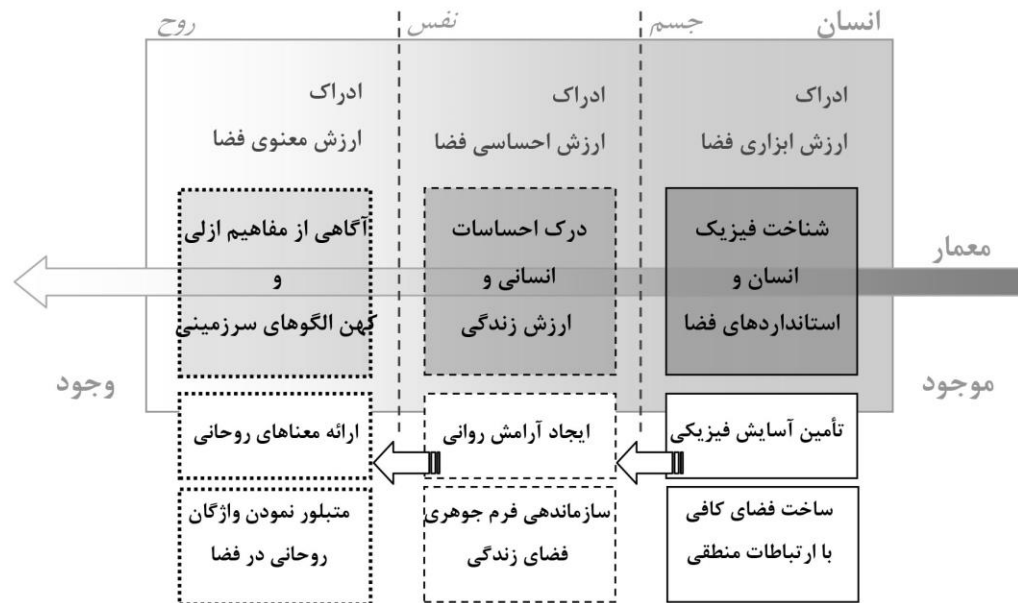 انسان
جسم
نفس
روح
ادراک
ارزش ابزاری فضا
ادراک
ارزش احساسی فضا
ادراک
ارزش معنوی فضا
معمار
شناخت فیزیک
انسان و
استانداردهای فضا
درک احساسات
انسانی و
ارزش زندگی
آگاهی از مفاهیم ازلی
و
کهن الگوهای سرزمینی
موجود
وجود
تأمین آسایش فیزیکی
ایجاد آرامش روانی
ارائه معناهای روحانی
ساخت فضای کافی
با ارتباطات منطقی
سازماندهی فرم جوهری
فضای زندگی
متبلور نمودن واژگان
روحانی در فضا